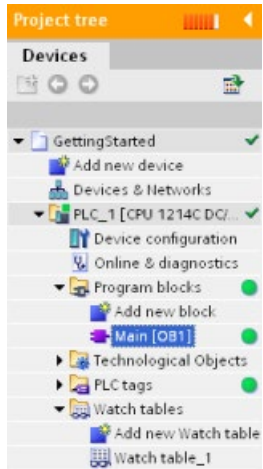 Project tree
Devices
GettingStarted
Add new device
Devices & Networks
PLC_1 [CPU 1214C DC/...
Device configuration
Online & diagnostics
Program blocks
Add new block
Main [OB1]
Technological Objects
PLC tags
Watch tables
Add new Watch table
Watch table_1